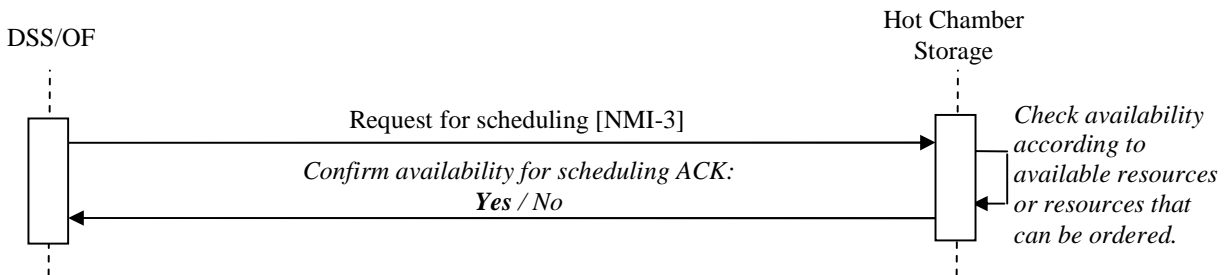 DSS/OF
Hot Chamber
Storage
Request for scheduling [NMI-3]
Confirm availability for scheduling ACK:
Yes / No
Check availability
according to
available resources
or resources that
can be ordered.